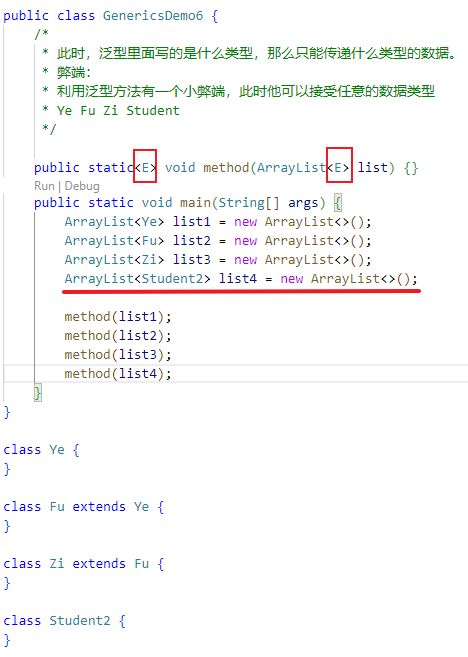 public class GenericsDemo6 {
/*
* 此时，泛型里面写的是什么类型，那么只能传递什么类型的数据。
* 弊端：
* 利用泛型方法有一个小弊端，此时他可以接受任意的数据类型
* Ye Fu Zi Student
*/
public static<E> void method(ArrayList<E> list) {}
Run | Debug
public static void main(String[] args) {
ArrayList<Ye> list1 = new ArrayList<>();
ArrayList<Fu> list2 = new ArrayList<>();
ArrayList<Zi> list3 = new ArrayList<>();
ArrayList<Student2> list4 = new ArrayList<>();
method(list1);
method(list2);
method(list3);
method(list4);
}
}
class Ye {
}
class Fu extends Ye {
}
class Zi extends Fu {
}
class Student2 {
}